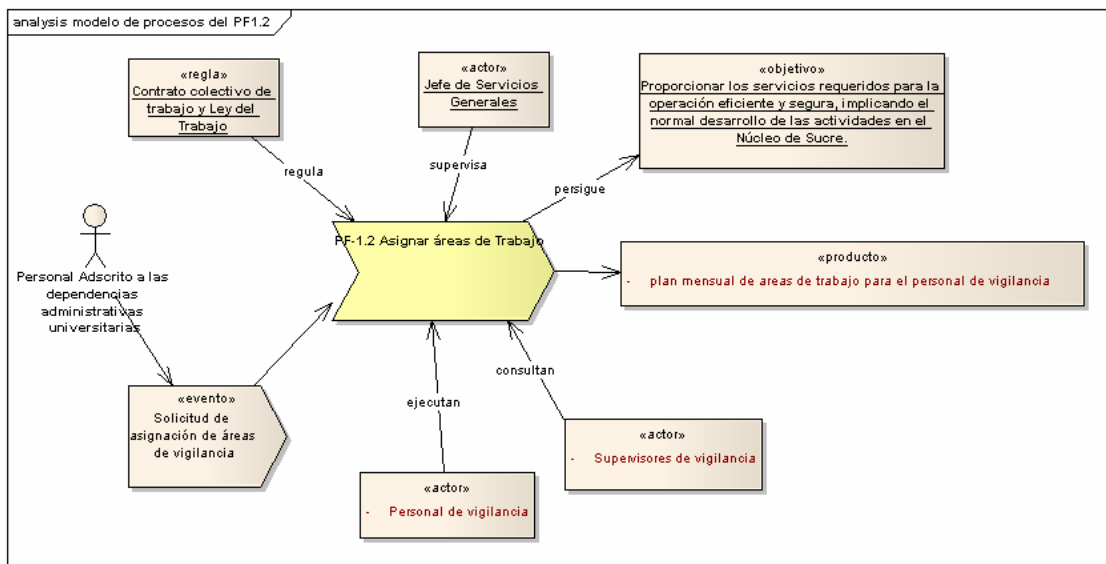 analysis modelo de procesos del PF1.2
«regla»
Contrato colectivo de
trabajo y Ley del
Trabajo
«actor»
Jefe de Servicios
Generales
«objetivo»
Proporcionar los servicios requeridos para la
operación eficiente y segura, implicando el
normal desarrollo de las actividades en el
Núcleo de Sucre.
regula
supervisa
persigue
PF-1.2 Asignar áreas de Trabajo
«producto»
- plan mensual de areas de trabajo para el personal de vigilancia
Personal Adscrito a las
dependencias
administrativas
universitarias
«evento»
Solicitud de
asignación de áreas
de vigilancia
ejecutan
consultan
«actor»
- Personal de vigilancia
«actor»
- Supervisores de vigilancia